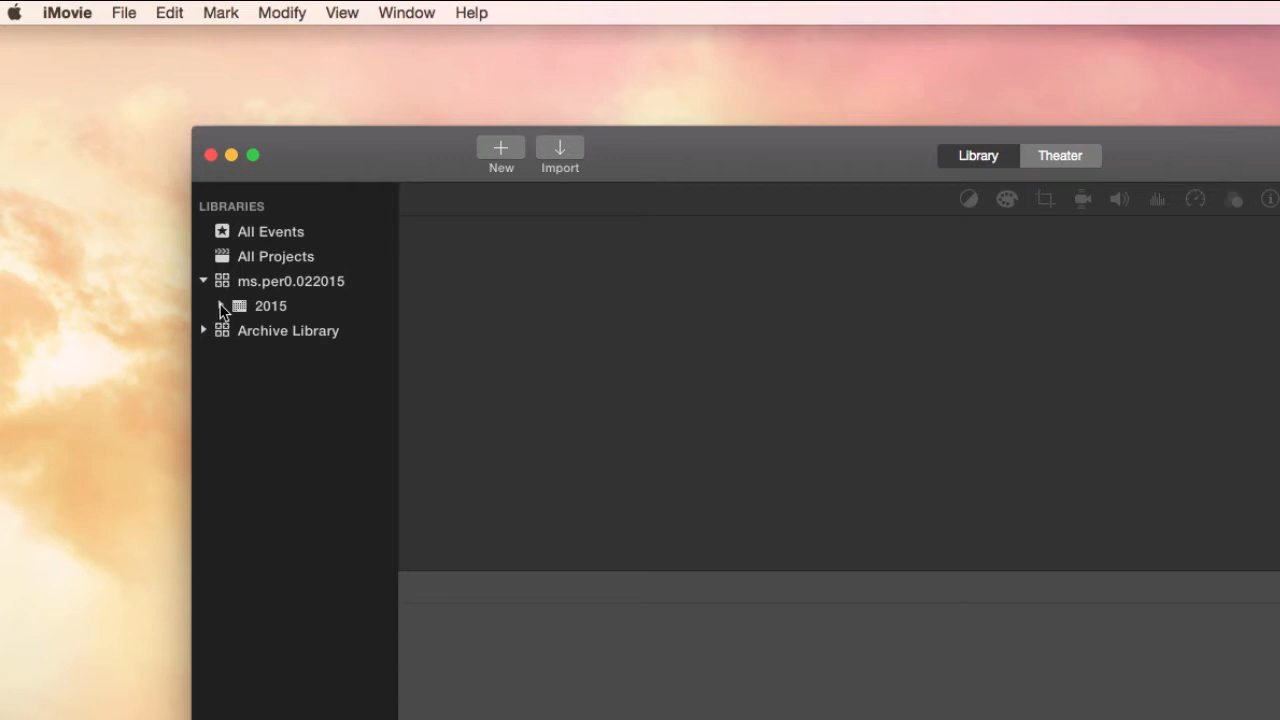 iMovie File Edit Mark Modify View Window Help
New Import
Library Theater
LIBRARIES
All Events
All Projects
ms.per0.022015
2015
Archive Library